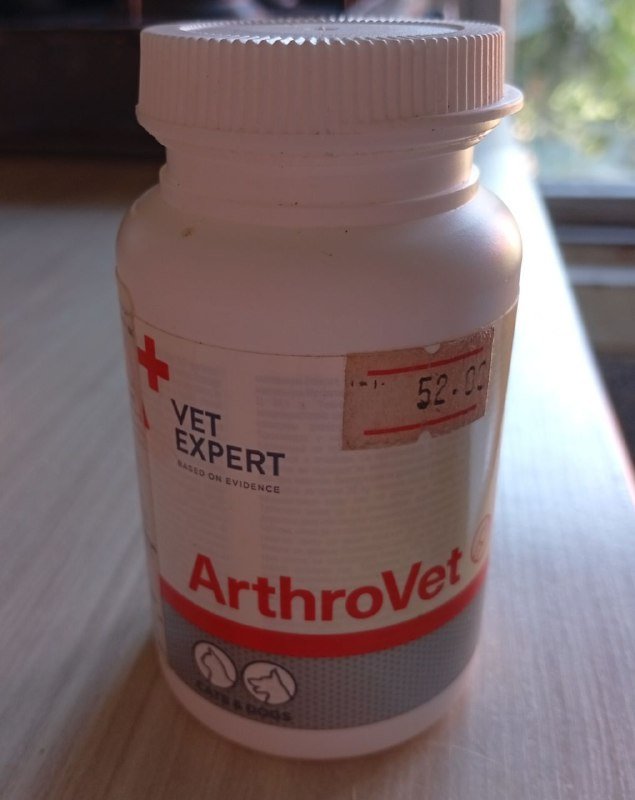 52.00
VET
EXPERT
BASED ON EVIDENCE
ArthroVet
CATS & DOGS